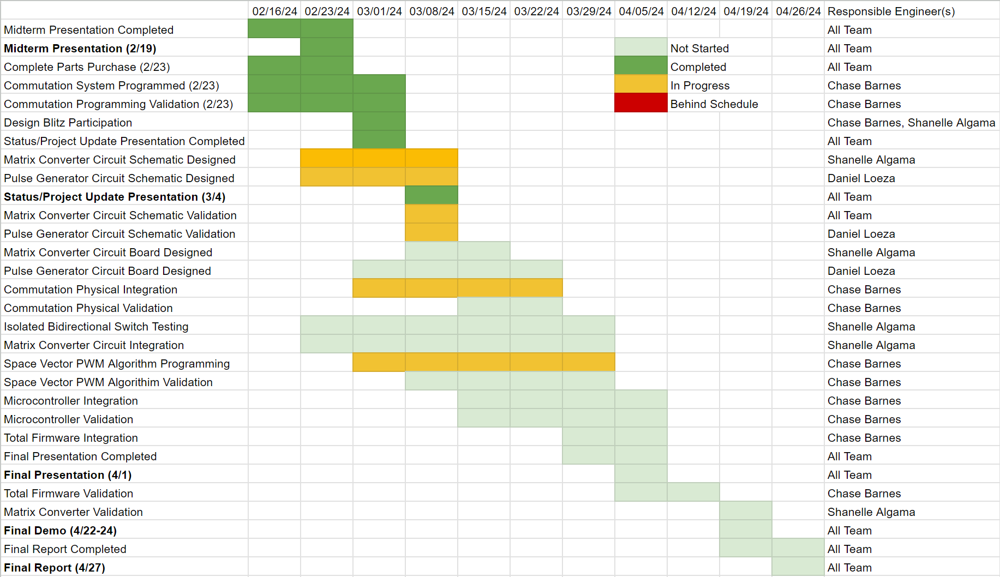 02/16/24 02/23/24 03/01/24 03/08/24 03/15/24 03/22/24 03/29/24 04/05/24 04/12/24 04/19/24 04/26/24 Responsible Engineer(s)
Midterm Presentation Completed All Team
Midterm Presentation (2/19) Not Started All Team
Complete Parts Purchase (2/23) Completed All Team
Commutation System Programmed (2/23) In Progress Chase Barnes
Commutation Programming Validation (2/23) Behind Schedule Chase Barnes
Design Blitz Participation Chase Barnes, Shanelle Algama
Status/Project Update Presentation Completed All Team
Matrix Converter Circuit Schematic Designed Shanelle Algama
Pulse Generator Circuit Schematic Designed Daniel Loeza
Status/Project Update Presentation (3/4) All Team
Matrix Converter Circuit Schematic Validation All Team
Pulse Generator Circuit Schematic Validation Daniel Loeza
Matrix Converter Circuit Board Designed Shanelle Algama
Pulse Generator Circuit Board Designed Daniel Loeza
Commutation Physical Integration Chase Barnes
Commutation Physical Validation Chase Barnes
Isolated Bidirectional Switch Testing Shanelle Algama
Matrix Converter Circuit Integration Shanelle Algama
Space Vector PWM Algorithm Programming Chase Barnes
Space Vector PWM Algorithim Validation Chase Barnes
Microcontroller Integration Chase Barnes
Microcontroller Validation Chase Barnes
Total Firmware Integration Chase Barnes
Final Presentation Completed All Team
Final Presentation (4/1) All Team
Total Firmware Validation Chase Barnes
Matrix Converter Validation Shanelle Algama
Final Demo (4/22-24) All Team
Final Report Completed All Team
Final Report (4/27) All Team